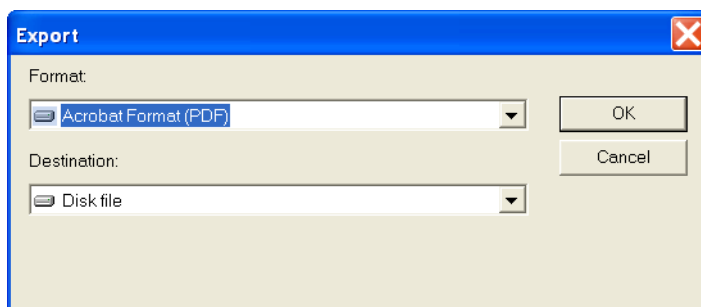 Export
Format:
Acrobat Format (PDF)
OK
Destination:
Cancel
Disk file